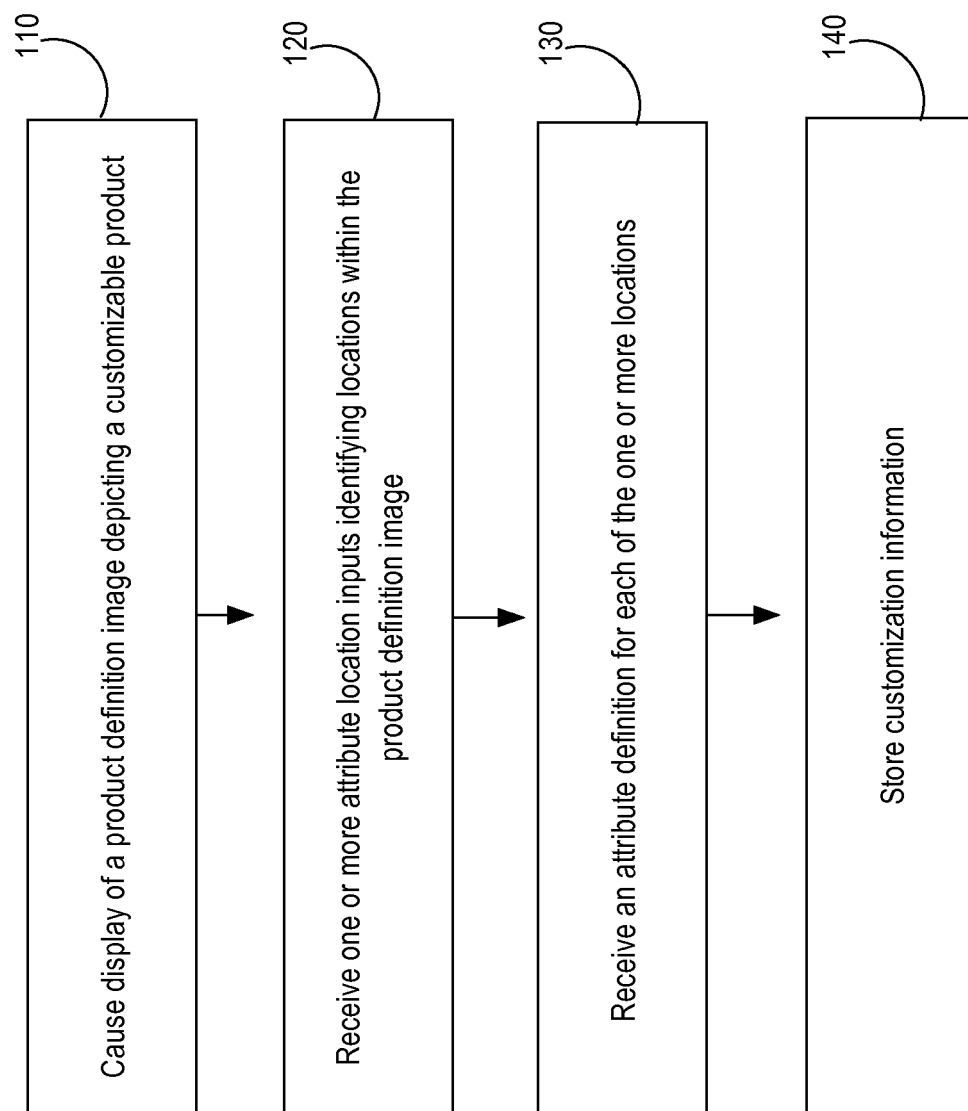 110
Cause display of a product definition image depicting a customizable product
120
Receive one or more attribute location inputs identifying locations within the
product definition image
130
Receive an attribute definition for each of the one or more locations
140
Store customization information